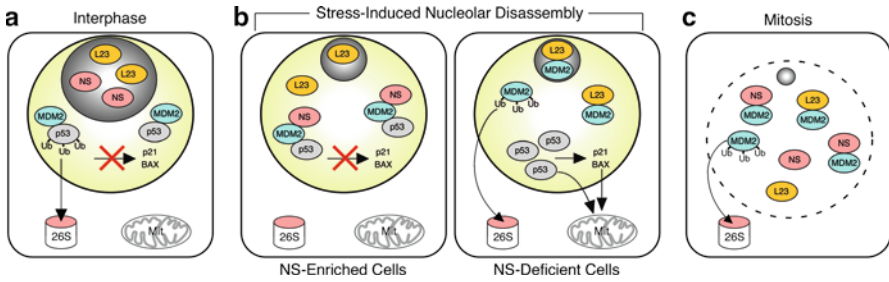 a
Interphase
L23
NS
L23
NS
MDM2
MDM2
p53
p53
Ub
Ub
Ub
p21
BAX
26S
Mit.
b
Stress-Induced Nucleolar Disassembly
L23
L23
NS
NS
MDM2
MDM2
p53
p53
p21
BAX
26S
Mit.
NS-Enriched Cells
L23
MDM2
MDM2
Ub
Ub
Ub
L23
MDM2
p53
p53
p53
p21
BAX
26S
Mit.
NS-Deficient Cells
c
Mitosis
NS
MDM2
L23
MDM2
MDM2
Ub
Ub
Ub
NS
NS
MDM2
L23
26S